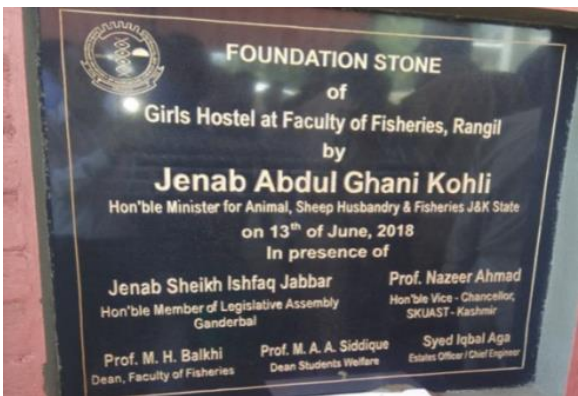 FOUNDATION STONE
of
Girls Hostel at Faculty of Fisheries, Rangil
by
Jenab Abdul Ghani Kohli
Hon'ble Minister for Animal, Sheep Husbandry & Fisheries J&K State
on 13th of June, 2018
In presence of
Jenab Sheikh Ishfaq Jabbar
Hon'ble Member of Legislative Assembly
Ganderbal
Prof. Nazeer Ahmad
Hon'ble Vice - Chancellor,
SKUAST - Kashmir
Prof. M. H. Balkhi
Dean, Faculty of Fisheries
Prof. M. A. A. Siddique
Dean Students Welfare
Syed Iqbal Aga
Estates Officer / Chief Engineer